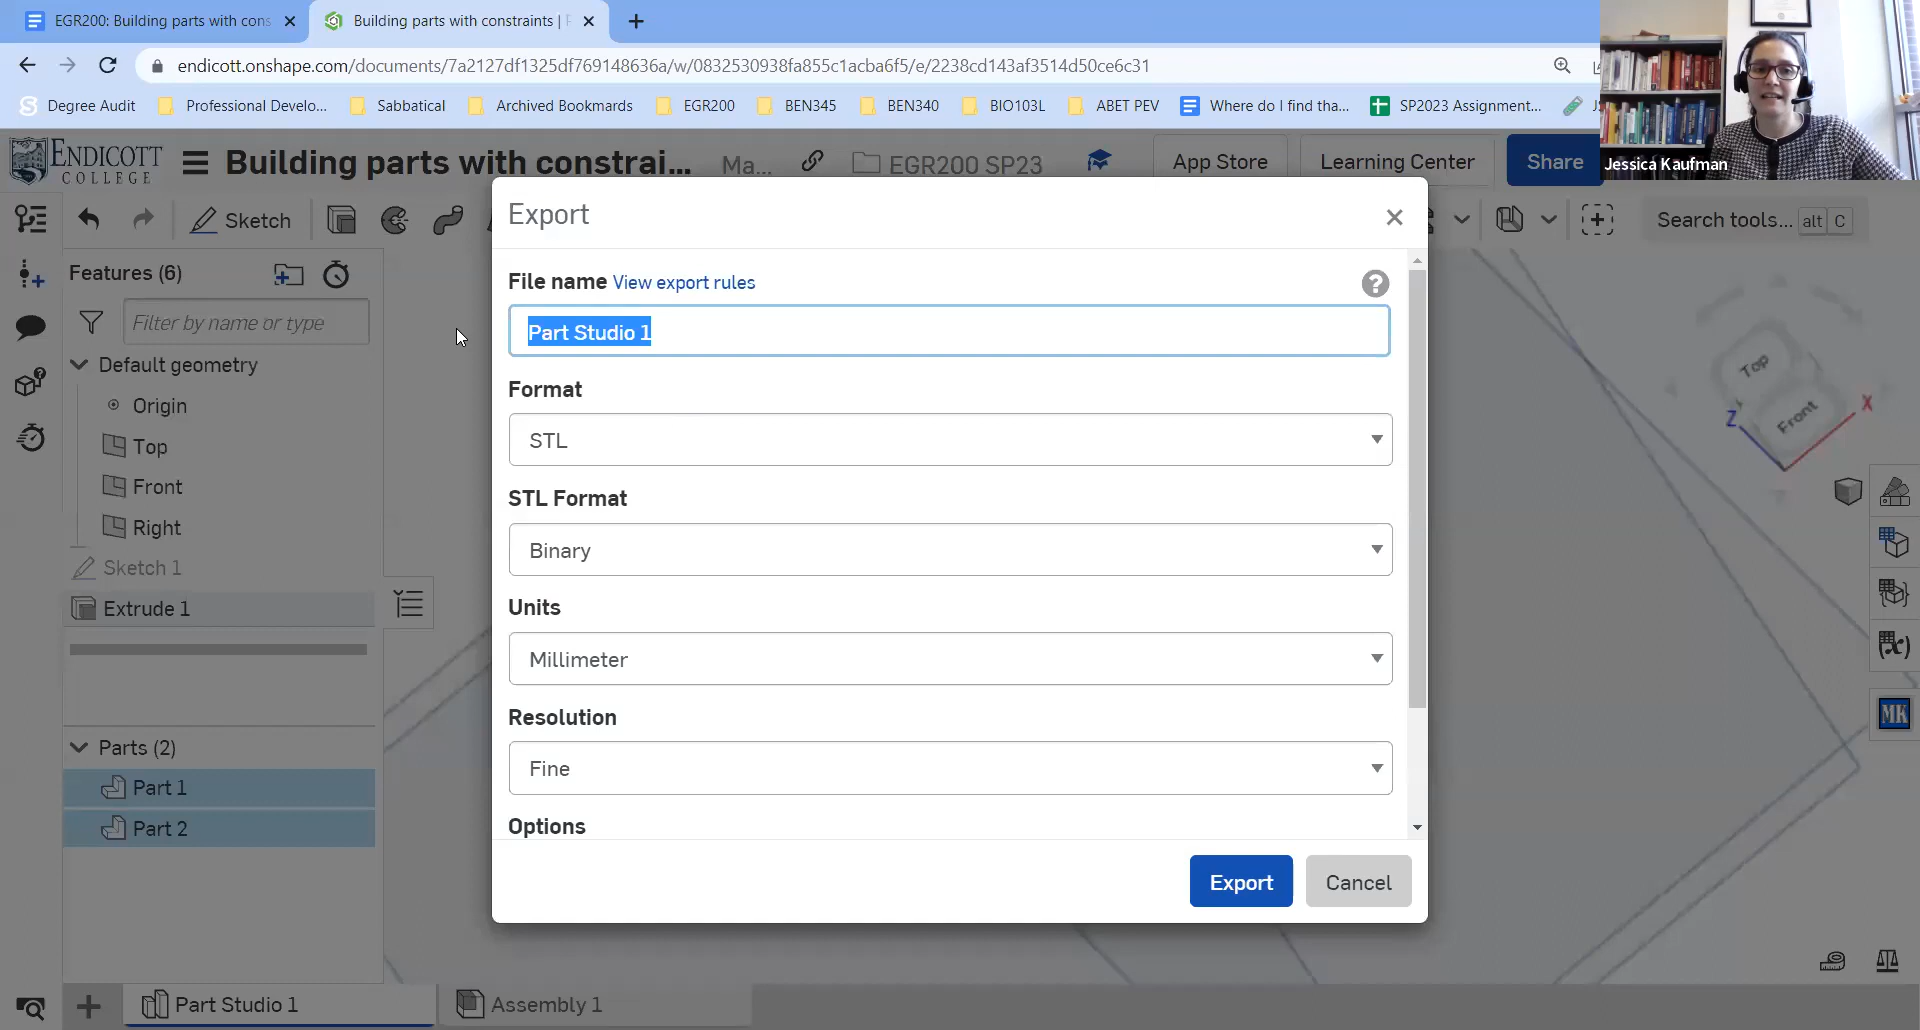 EGR200: Building parts with cons
Building parts with constraints |
endicott.onshape.com/documents/7a2127df1325df769148636a/w/0832530938fa855c1acba6f5/e/2238cd143af3514d50ce6c31
Degree Audit
Professional Develo...
Sabbatical
Archived Bookmards
EGR200
BEN345
BEN340
BIO103L
ABET PEV
Where do I find tha...
SP2023 Assignment...
Jessica Kaufman
ENDICOTT
COLLEGE
Building parts with constrai...
Ma...
EGR200 SP23
App Store
Learning Center
Share
Sketch
Search tools... alt C
Export
Features (6)
File name View export rules
Filter by name or type
Part Studio 1
Default geometry
Origin
Top
Front
Right
Sketch 1
Extrude 1
Format
STL
STL Format
Binary
Units
Millimeter
Resolution
Fine
Options
Export
Cancel
Top
Front
Z
X
MK
Parts (2)
Part 1
Part 2
Part Studio 1
Assembly 1